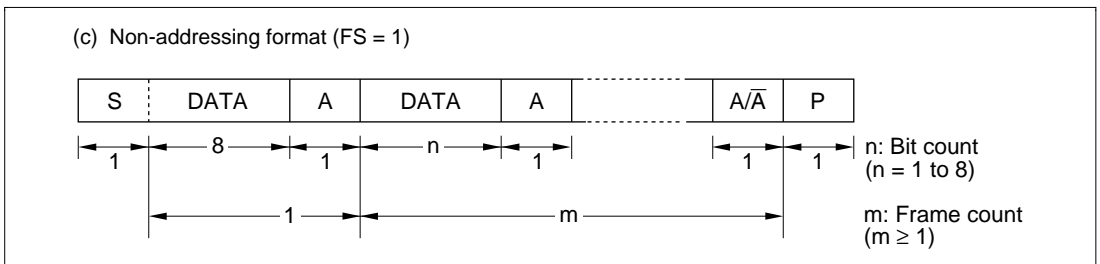 (c) Non-addressing format (FS = 1)
S DATA A DATA A A/A̅ P
1 8 1 n 1 1 1
n: Bit count
(n = 1 to 8)
1 m
m: Frame count
(m ≥ 1)